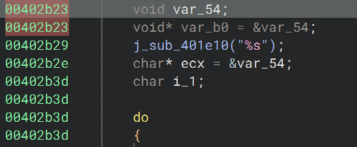 00402b23 void var_54;
00402b23 void* var_b0 = &var_54;
00402b29 j_sub_401e10("%s");
00402b2e char* ecx = &var_54;
00402b3d char i_1;
00402b3d
00402b3d do
00402b3d {